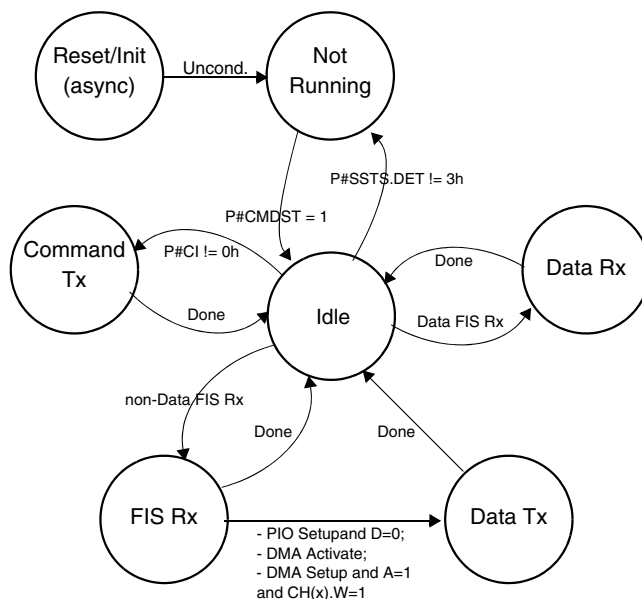 Reset/Init
(async)
Uncond.
Not
Running
P#SSTS.DET != 3h
P#CMDST = 1
Command
Tx
P#CI != 0h
Done
Idle
Done
Data Rx
Data FIS Rx
non-Data FIS Rx
Done
Done
FIS Rx
Data Tx
- PIO Setupand D=0;
- DMA Activate;
- DMA Setup and A=1
and CH(x).W=1